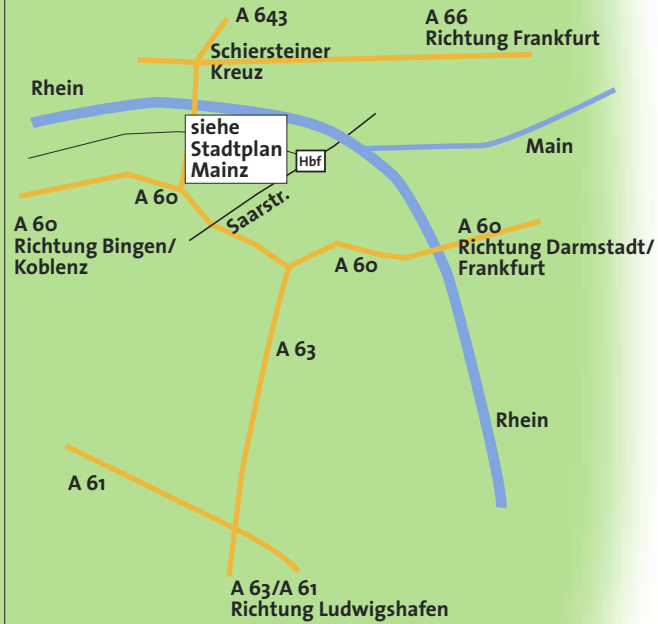 A 643
A 66
Richtung Frankfurt
Schiersteiner
Kreuz
Rhein
siehe
Stadtplan
Mainz
Hbf
Main
A 60
Saarstr.
A 60
Richtung Bingen/
Koblenz
A 60
Richtung Darmstadt/
Frankfurt
A 60
A 63
Rhein
A 61
A 63/A 61
Richtung Ludwigshafen